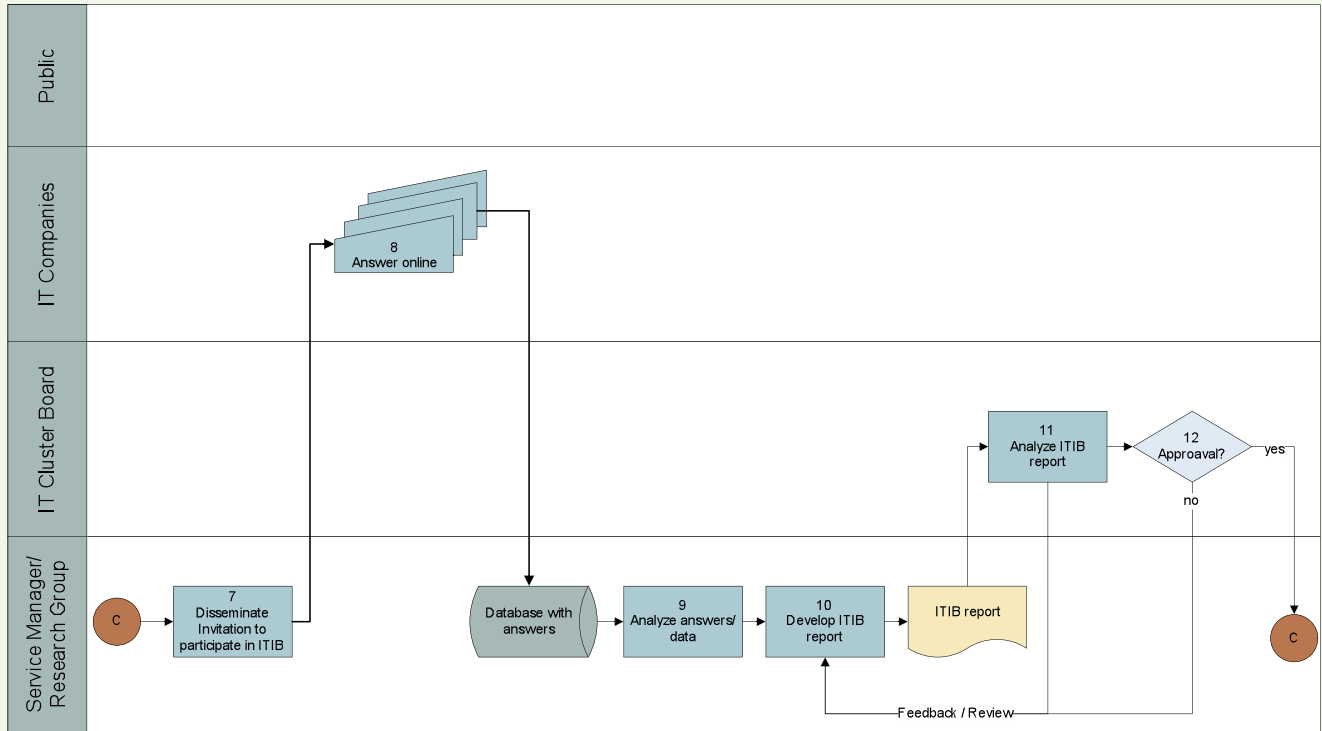 Public
IT Companies
IT Cluster Board
Service Manager/
Research Group
8
Answer online
11
Analyze ITIB
report
12
Approaval?
yes
no
C
7
Disseminate
Invitation to
participate in ITIB
Database with
answers
9
Analyze answers/
data
10
Develop ITIB
report
ITIB report
C
Feedback / Review